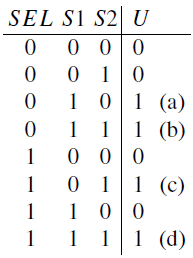 SEL S1 S2 U
0 0 0 0
0 0 1 0
0 1 0 1 (a)
0 1 1 1 (b)
1 0 0 0
1 0 1 1 (c)
1 1 0 0
1 1 1 1 (d)